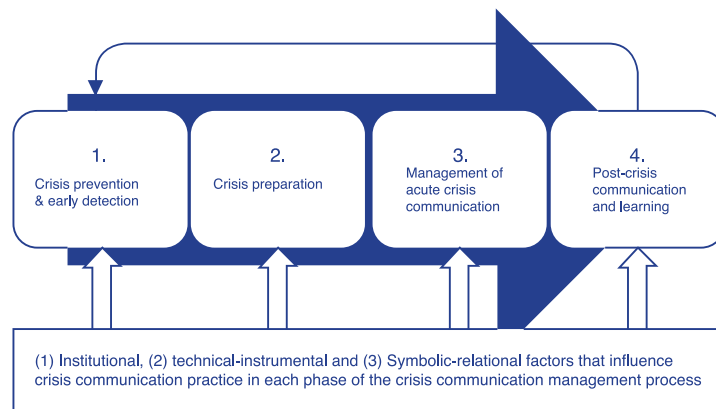 1.
Crisis prevention
& early detection
2.
Crisis preparation
3.
Management of
acute crisis
communication
4.
Post-crisis
communication
and learning
(1) Institutional, (2) technical-instrumental and (3) Symbolic-relational factors that influence
crisis communication practice in each phase of the crisis communication management process